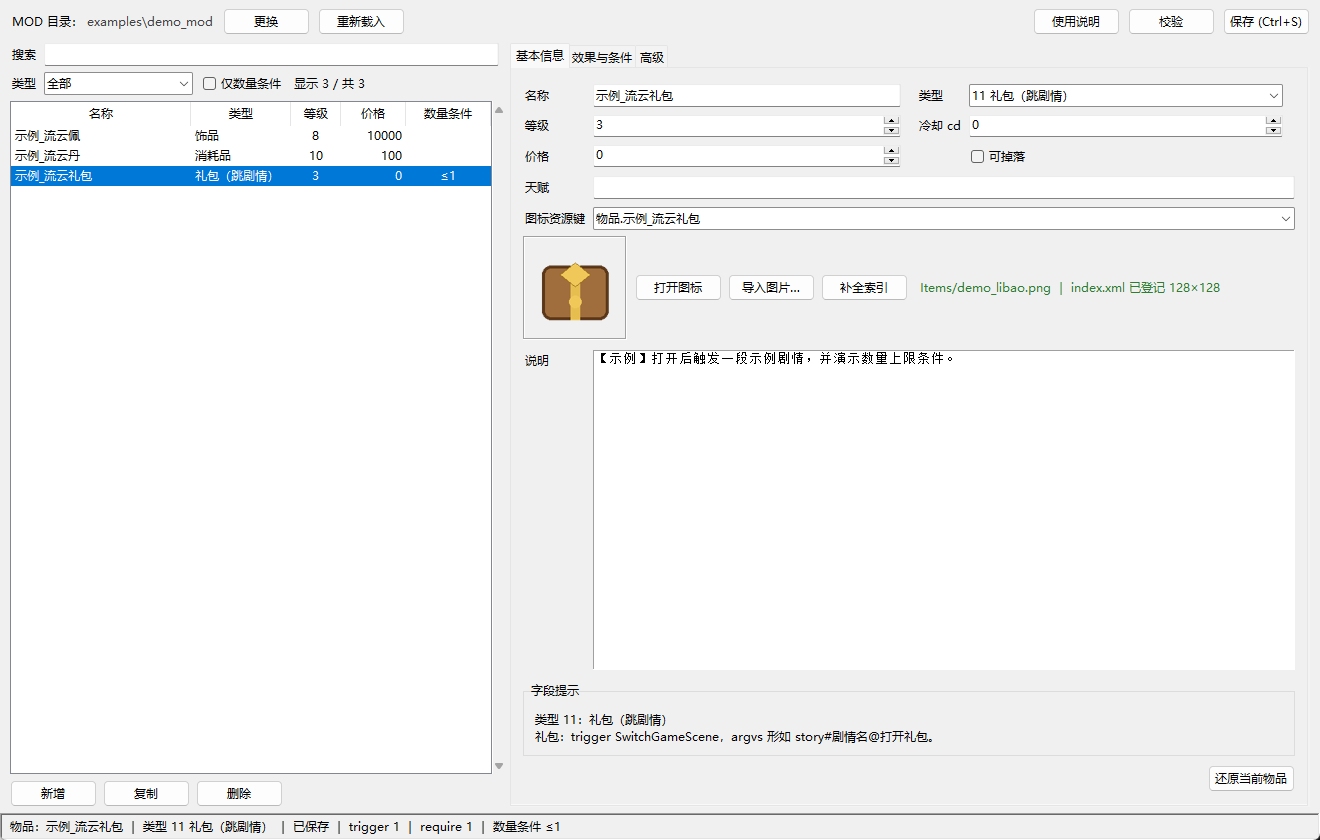 MOD 目录: examples\demo_mod 更换 重新载入 使用说明 校验 保存 (Ctrl+S)
搜索
类型 全部 仅数量条件 显示 3 / 共 3
名称 类型 等级 价格 数量条件
示例_流云佩 饰品 8 10000
示例_流云丹 消耗品 10 100
示例_流云礼包 礼包（跳剧情） 3 0 ≤1
新增 复制 删除
基本信息 效果与条件 高级
名称 示例_流云礼包 类型 11 礼包（跳剧情）
等级 3 冷却 cd 0
价格 0 可掉落
天赋
图标资源键 物品.示例_流云礼包
打开图标 导入图片... 补全索引 Items/demo_libao.png | index.xml 已登记 128×128
说明 【示例】打开后触发一段示例剧情，并演示数量上限条件。
字段提示
类型 11：礼包（跳剧情）
礼包：trigger SwitchGameScene，argvs 形如 story#剧情名@打开礼包。
还原当前物品
物品：示例_流云礼包 | 类型 11 礼包（跳剧情） | 已保存 | trigger 1 | require 1 | 数量条件 ≤1